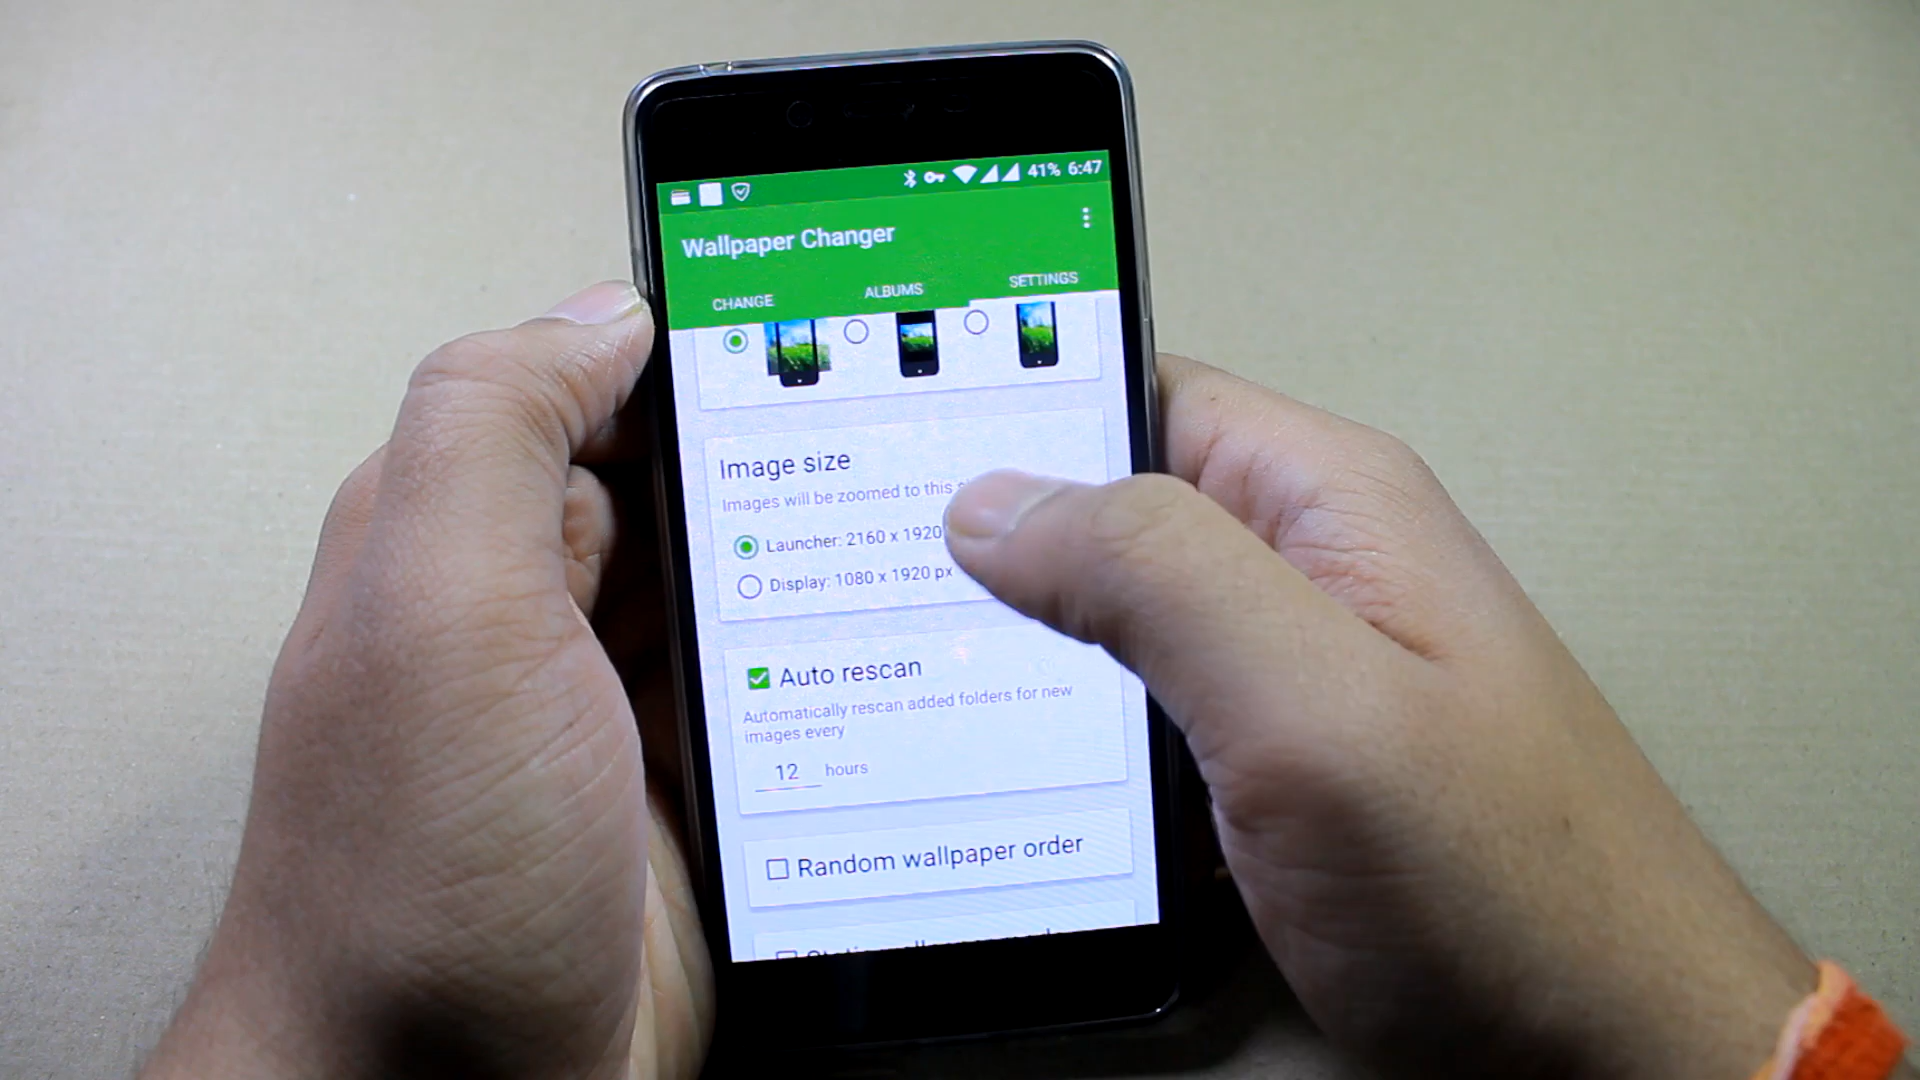 41% 6:47
Wallpaper Changer
CHANGE ALBUMS SETTINGS
Image size
Images will be zoomed to this
Launcher: 2160 x 1920
Display: 1080 x 1920 px
Auto rescan
Automatically rescan added folders for new
images every
12 hours
Random wallpaper order